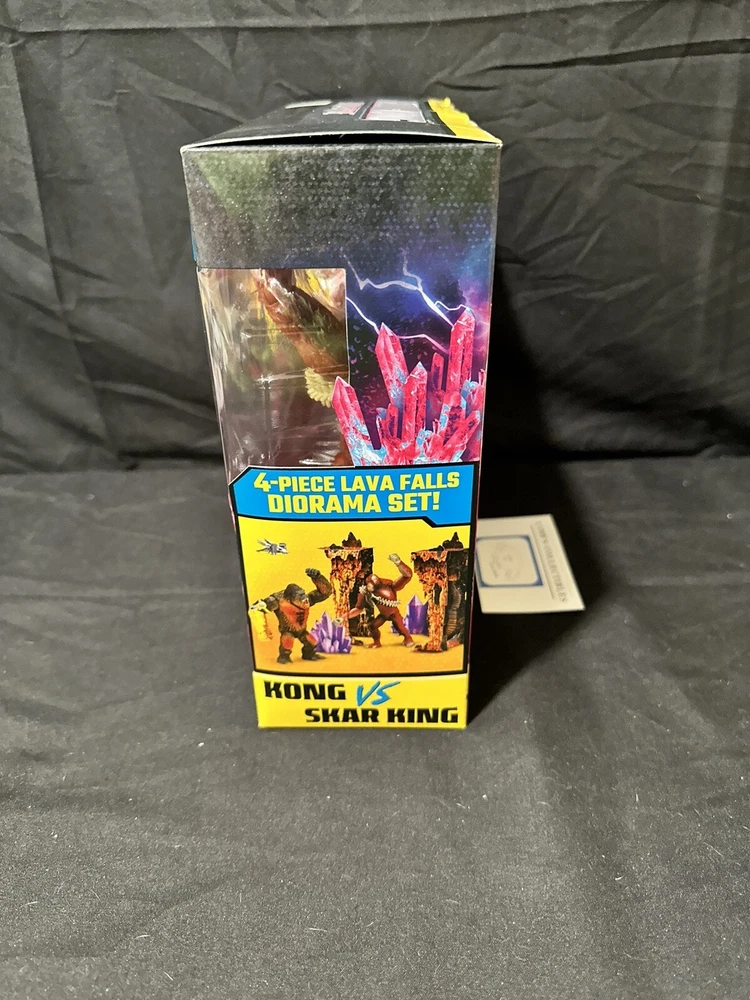 4-PIECE LAVA FALLS
DIORAMA SET!
KONG VS
SKAR KING